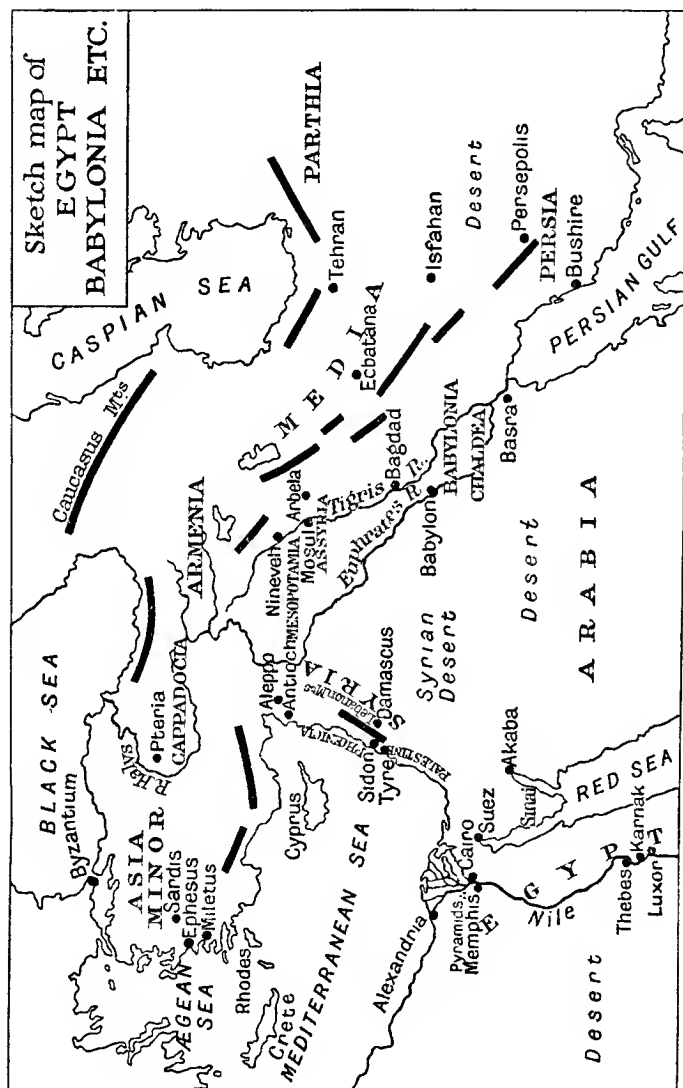 Sketch map of
EGYPT
BABYLONIA ETC.
CASPIAN SEA
PARTHIA
Caucasus Mts
BLACK SEA
Byzantium
ARMENIA
Tehran
MEDIA
Ecbatana
Isfahan
Desert
Persepolis
PERSIA
Bushire
PERSIAN GULF
R. Halys
Pteria
CAPPADOCIA
ASIA
MINOR
Sardis
Ephesus
Miletus
ÆGEAN
SEA
Rhodes
Crete
MEDITERRANEAN SEA
Cyprus
Aleppo
Antioch
MESOPOTAMIA
Nineveh
Mosul
ASSYRIA
Arbela
Tigris R.
Bagdad
Euphrates R.
Babylon
BABYLONIA
CHALDEA
Basra
SYRIA
Lebanon Mts
Damascus
PHŒNICIA
Sidon
Tyre
PALESTINE
Syrian
Desert
Desert
ARABIA
Akaba
Sinai
Suez
RED SEA
Cairo
Alexandria
Pyramids..
Memphis
EGYPT
Nile
Thebes
Karnak
Luxor
Desert